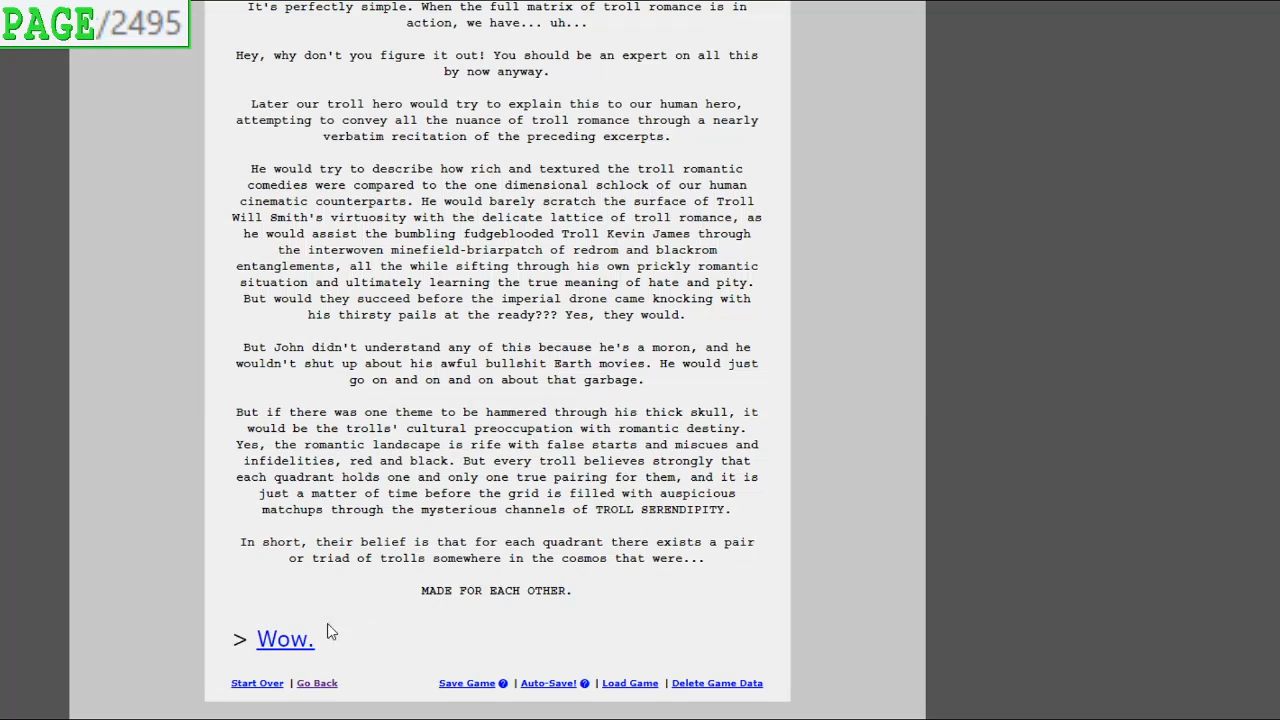 PAGE/2495
It's perfectly simple. When the full matrix of troll romance is in
action, we have... uh...
Hey, why don't you figure it out! You should be an expert on all this
by now anyway.
Later our troll hero would try to explain this to our human hero,
attempting to convey all the nuance of troll romance through a nearly
verbatim recitation of the preceding excerpts.
He would try to describe how rich and textured the troll romantic
comedies were compared to the one dimensional schlock of our human
cinematic counterparts. He would barely scratch the surface of Troll
Will Smith's virtuosity with the delicate lattice of troll romance, as
he would assist the bumbling fudgeblooded Troll Kevin James through
the interwoven minefield-briarpatch of redrom and blackrom
entanglements, all the while sifting through his own prickly romantic
situation and ultimately learning the true meaning of hate and pity.
But would they succeed before the imperial drone came knocking with
his thirsty pails at the ready??? Yes, they would.
But John didn't understand any of this because he's a moron, and he
wouldn't shut up about his awful bullshit Earth movies. He would just
go on and on and on about that garbage.
But if there was one theme to be hammered through his thick skull, it
would be the trolls' cultural preoccupation with romantic destiny.
Yes, the romantic landscape is rife with false starts and miscues and
infidelities, red and black. But every troll believes strongly that
each quadrant holds one and only one true pairing for them, and it is
just a matter of time before the grid is filled with auspicious
matchups through the mysterious channels of TROLL SERENDIPITY.
In short, their belief is that for each quadrant there exists a pair
or triad of trolls somewhere in the cosmos that were...
MADE FOR EACH OTHER.
> Wow.
Start Over | Go Back Save Game ? | Auto-Save! ? | Load Game | Delete Game Data